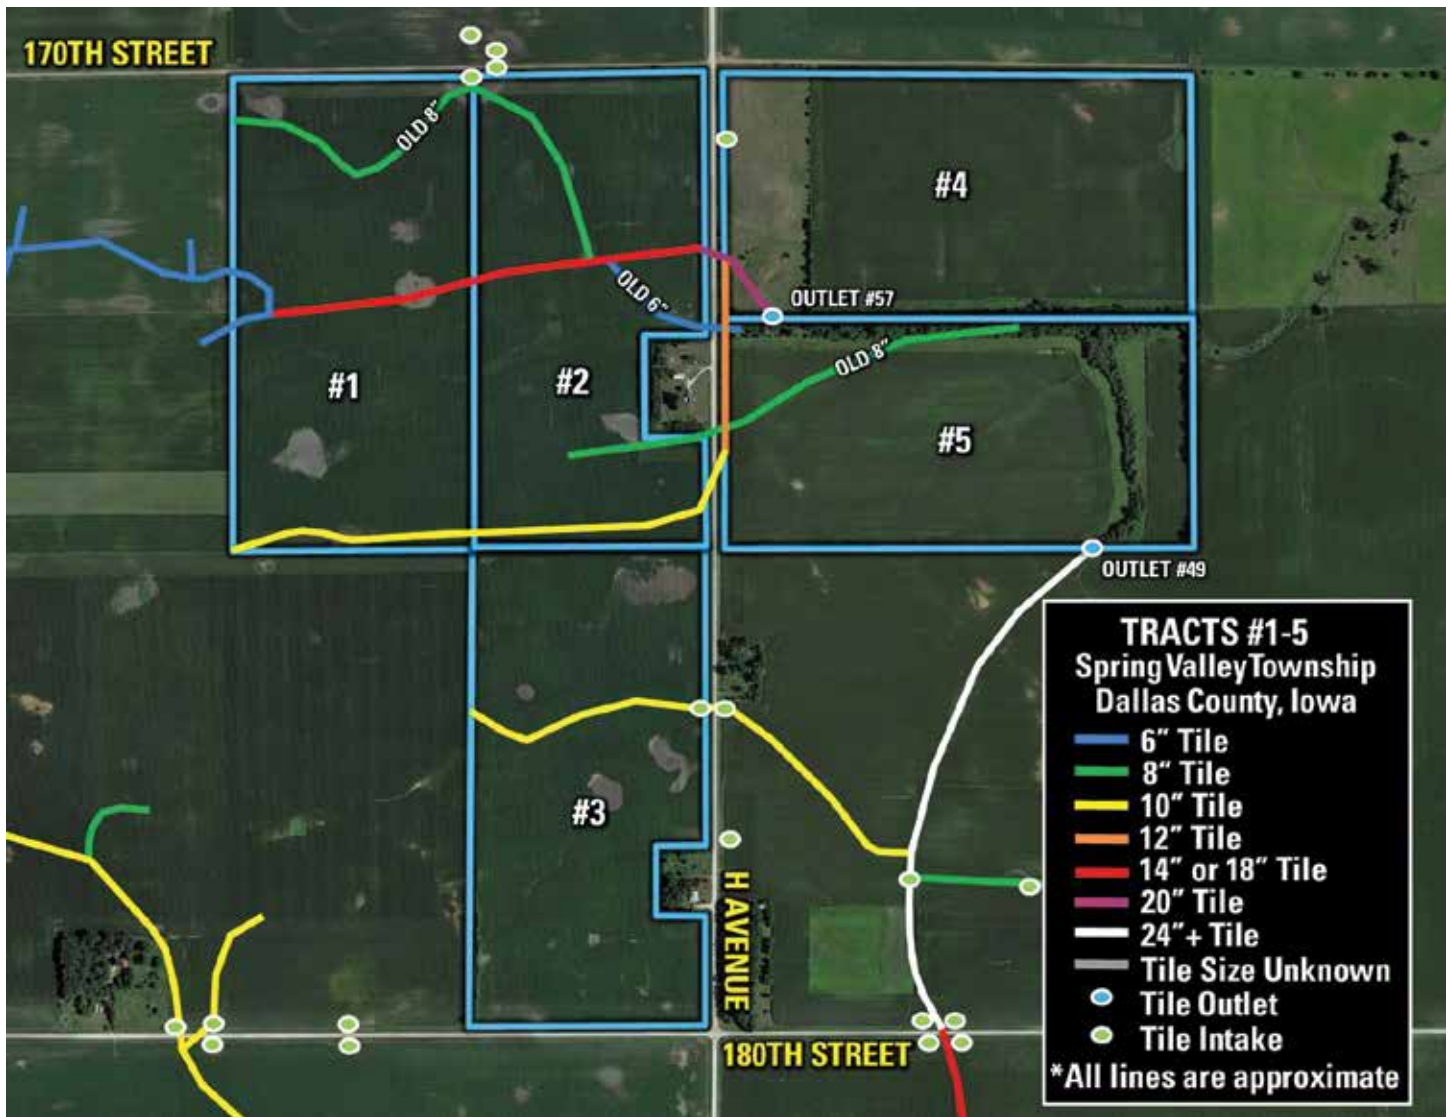 170TH STREET
OLD 8"
#4
OLD 6"
OUTLET #57
OLD 8"
#1
#2
#5
OUTLET #49
#3
H AVENUE
180TH STREET
TRACTS #1-5
Spring Valley Township
Dallas County, Iowa
6" Tile
8" Tile
10" Tile
12" Tile
14" or 18" Tile
20" Tile
24"+ Tile
Tile Size Unknown
Tile Outlet
Tile Intake
*All lines are approximate